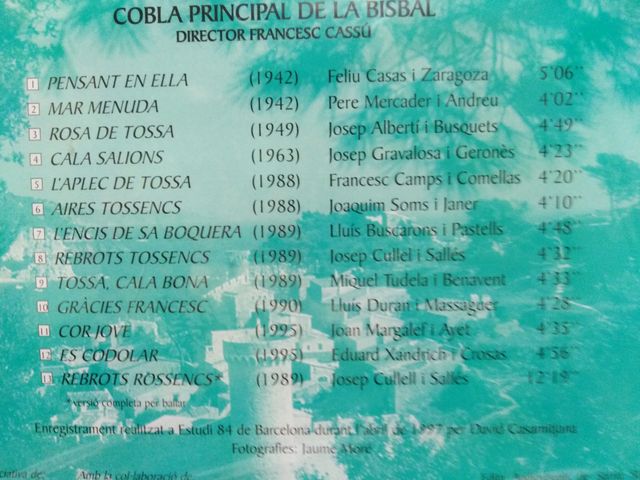 COBLA PRINCIPAL DE LA BISBAL
DIRECTOR FRANCESC CASSÚ
1 PENSANT EN ELLA (1942) Feliu Casas i Zaragoza 5'06''
2 MAR MENUDA (1942) Pere Mercader i Andreu 4'02''
3 ROSA DE TOSSA (1949) Josep Albertí i Busquets 4'49''
4 CALA SALIONS (1963) Josep Gravalosa i Geronès 4'23''
5 L'APLEC DE TOSSA (1988) Francesc Camps i Comellas 4'20''
6 AIRES TOSSENCS (1988) Joaquim Soms i Janer 4'10''
7 L'ENCIS DE SA BOQUERA (1989) Lluís Buscarons i Pastells 4'48''
8 REBROTS TOSSENCS (1989) Josep Cullel i Sallés 4'32''
9 TOSSA, CALA BONA (1989) Miquel Tudela i Benavent 4'33''
10 GRÀCIES FRANCESC (1990) Lluís Duran i Massaguer 4'28''
11 COR JOVE (1995) Joan Margalef i Ayet 4'35''
12 ES CODOLAR (1995) Eduard Xandrich i Crosas 4'56''
13 REBROTS ROSSENCS* (1989) Josep Cullell i Sallés 12'19''
*versió completa per ballar
Enregistrament realitzat a Estudi 84 de Barcelona durant l'abril de 1997 per David Casamitjana
Fotografies: Jaume Moré
Amb la col·laboració de